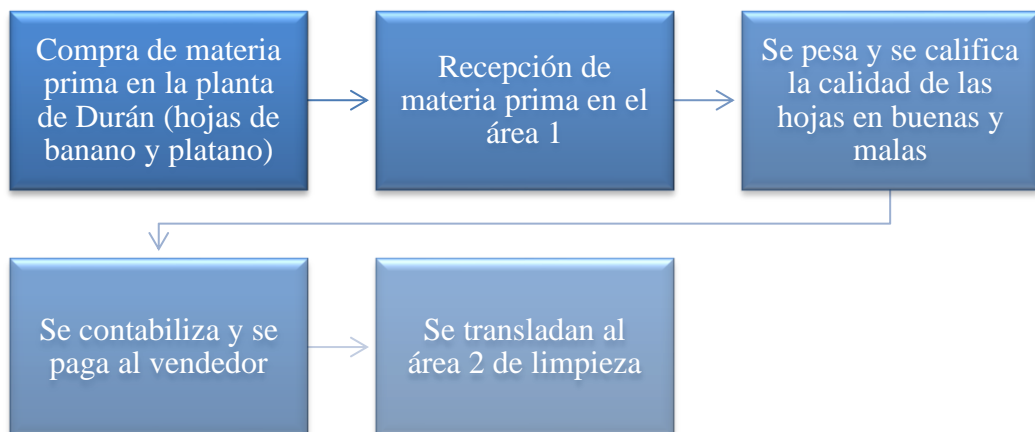 Compra de materia
prima en la planta
de Durán (hojas de
banano y platano)
Recepción de
materia prima en el
área 1
Se pesa y se califica
la calidad de las
hojas en buenas y
malas
Se contabiliza y se
paga al vendedor
Se transladan al
área 2 de limpieza